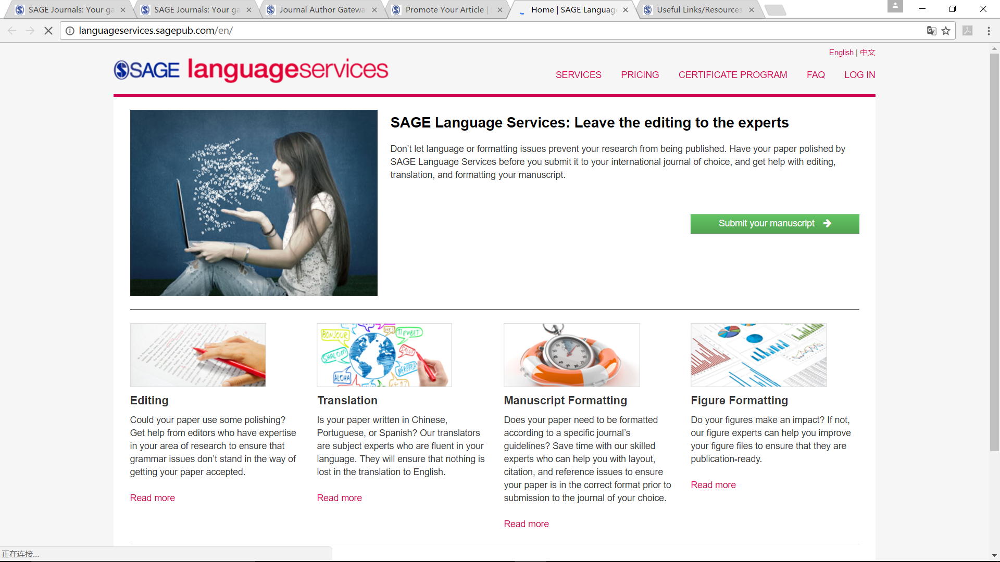 SAGE Journals: Your ga
SAGE Journals: Your ga
Journal Author Gatewa
Promote Your Article |
Home | SAGE Language
Useful Links/Resources
languageservices.sagepub.com/en/
English | 中文
SAGE languageservices
SERVICES PRICING CERTIFICATE PROGRAM FAQ LOG IN
SAGE Language Services: Leave the editing to the experts
Don’t let language or formatting issues prevent your research from being published. Have your paper polished by
SAGE Language Services before you submit it to your international journal of choice, and get help with editing,
translation, and formatting your manuscript.
Submit your manuscript
BONJOUR
ПРИВЕТ
SHALOM
ALOHA
Editing
Could your paper use some polishing?
Get help from editors who have expertise
in your area of research to ensure that
grammar issues don’t stand in the way of
getting your paper accepted.
Read more
Translation
Is your paper written in Chinese,
Portuguese, or Spanish? Our translators
are subject experts who are fluent in your
language. They will ensure that nothing is
lost in the translation to English.
Read more
Manuscript Formatting
Does your paper need to be formatted
according to a specific journal’s
guidelines? Save time with our skilled
experts who can help you with layout,
citation, and reference issues to ensure
your paper is in the correct format prior to
submission to the journal of your choice.
Read more
Figure Formatting
Do your figures make an impact? If not,
our figure experts can help you improve
your figure files to ensure that they are
publication-ready.
Read more
正在连接...